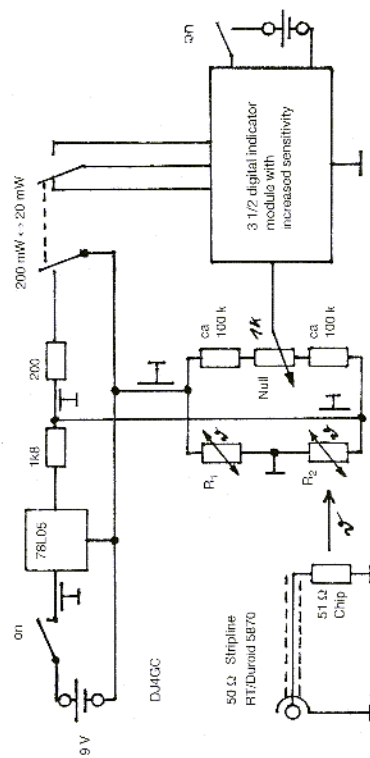 on
9 V
78L05
1k8
200
200 mW ↔ 20 mW
on
DJ4GC
R1
R2
ϑ
ϑ
ca
100 k
1k
Null
ca
100 k
3 1/2 digital indicator
module with
increased sensitivity
50 Ω Stripline
RT/Duroid 5870
51 Ω
Chip
ϑ